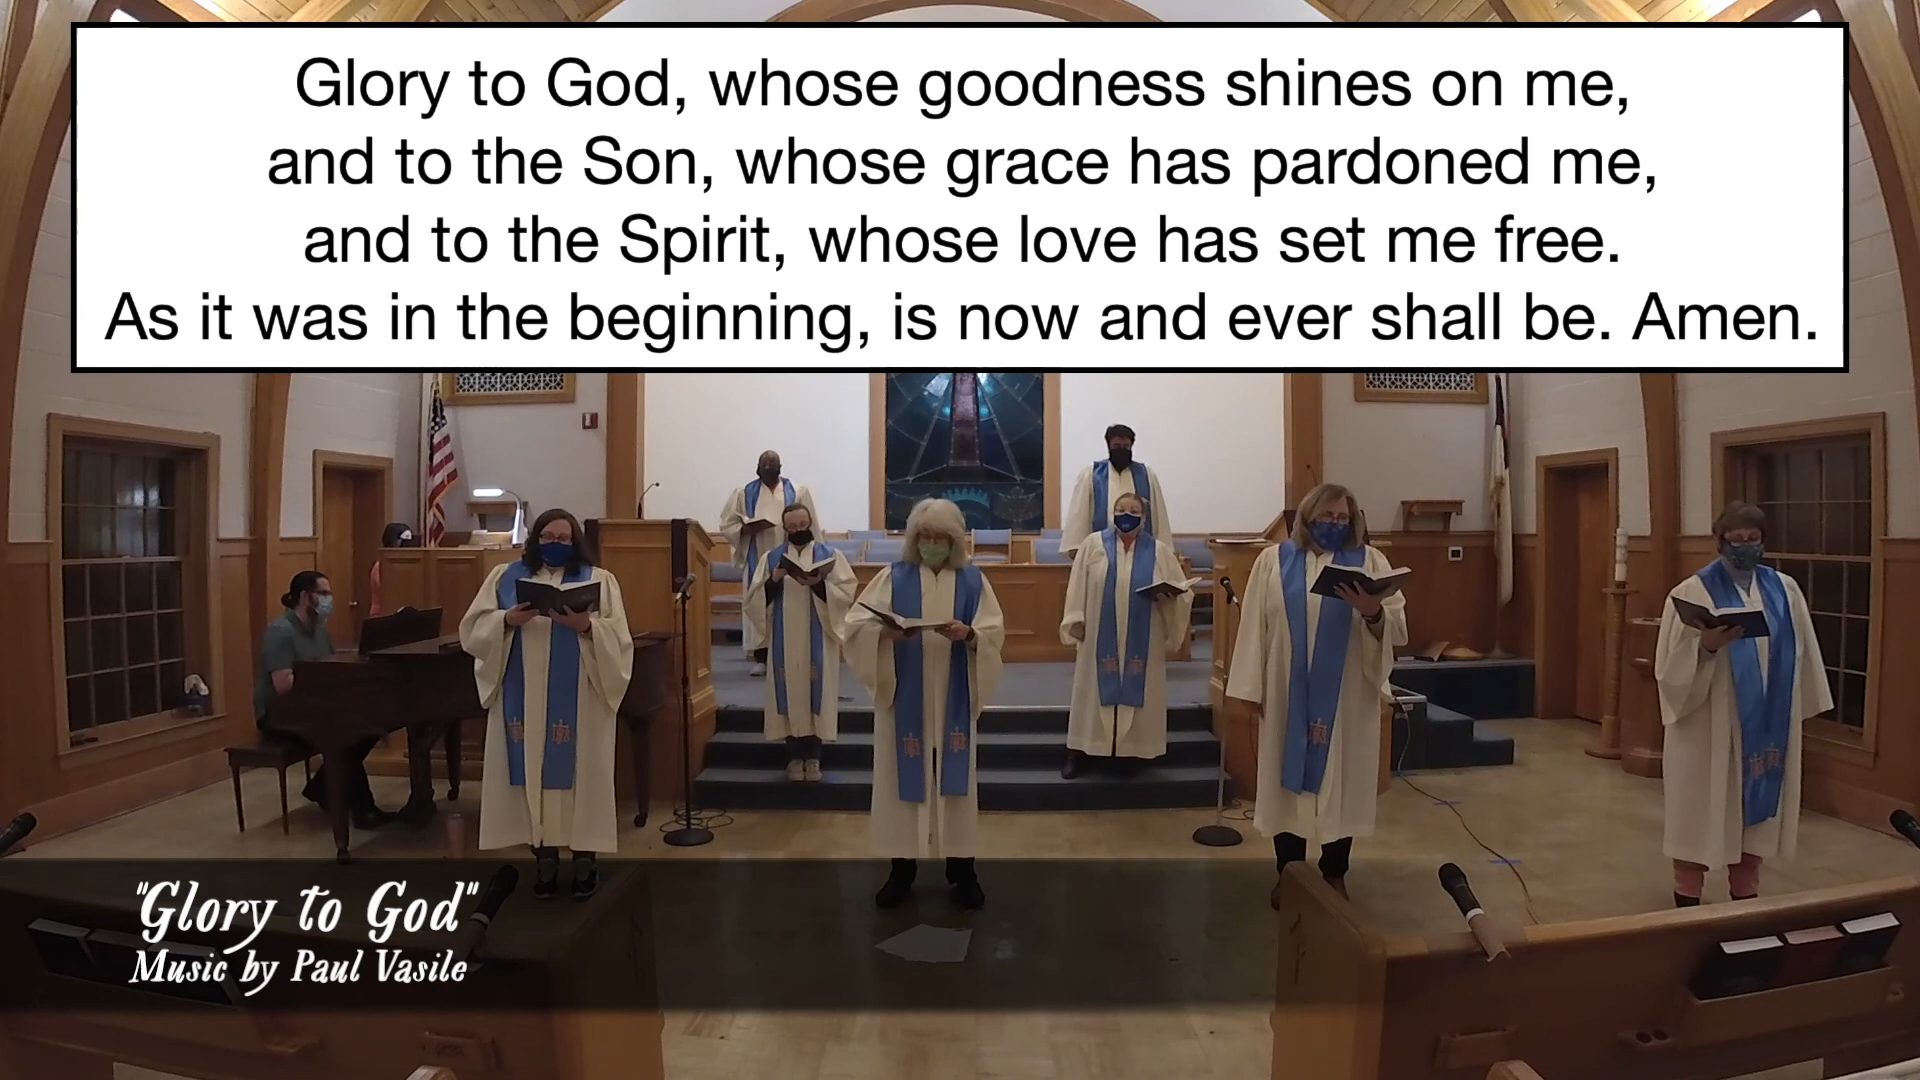 Glory to God, whose goodness shines on me,
and to the Son, whose grace has pardoned me,
and to the Spirit, whose love has set me free.
As it was in the beginning, is now and ever shall be. Amen.
"Glory to God"
Music by Paul Vasile